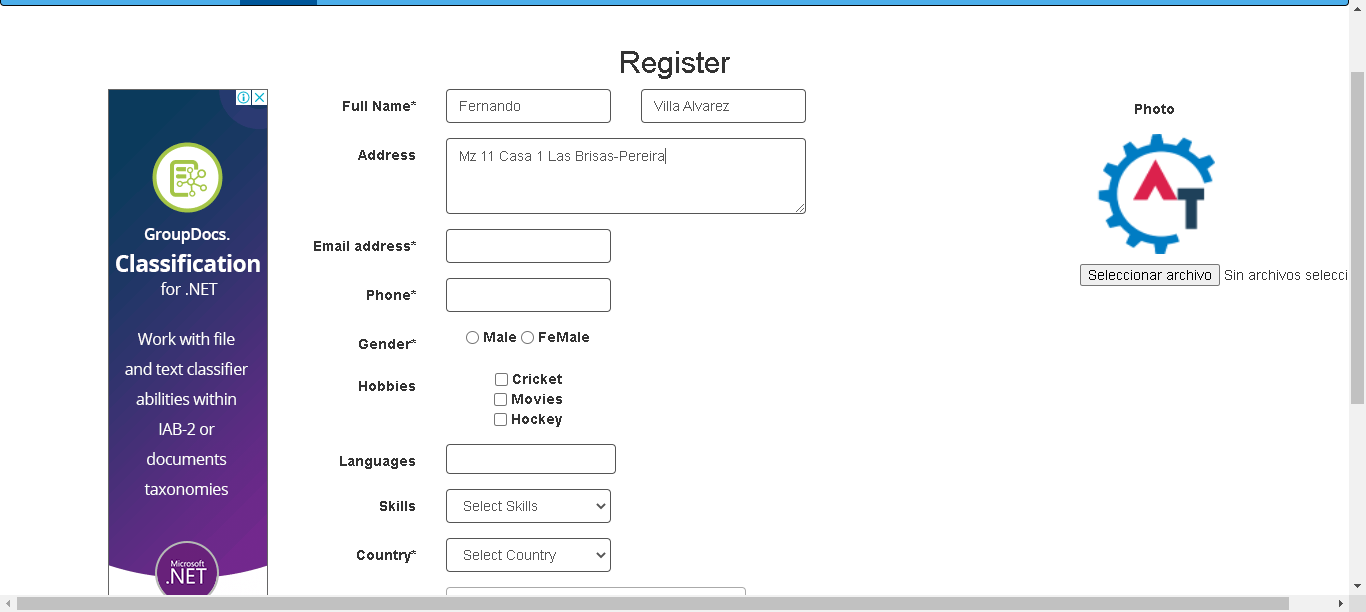 Register
Full Name*
Fernando
Villa Alvarez
Photo
Address
Mz 11 Casa 1 Las Brisas-Pereira
AT
Seleccionar archivo
Sin archivos selecci
Email address*
Phone*
Gender*
Male
FeMale
Hobbies
Cricket
Movies
Hockey
Languages
Skills
Select Skills
Country*
Select Country
GroupDocs.
Classification
for .NET
Work with file
and text classifier
abilities within
IAB-2 or
documents
taxonomies
Microsoft
.NET